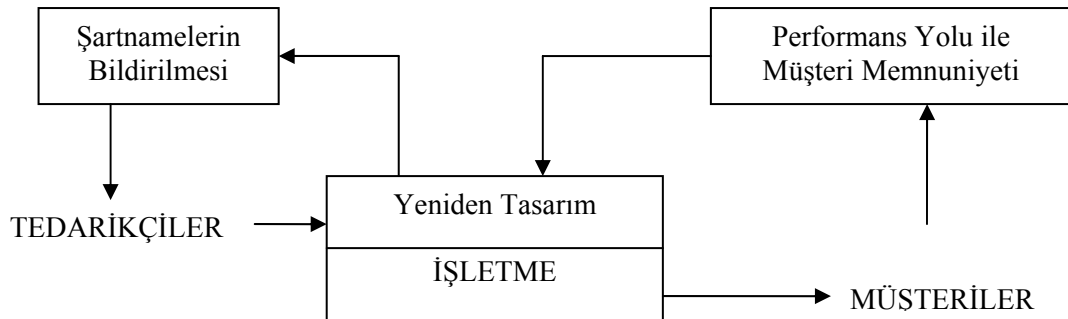 Şartnamelerin
Bildirilmesi
Performans Yolu ile
Müşteri Memnuniyeti
Yeniden Tasarım
TEDARİKÇİLER
İŞLETME
MÜŞTERİLER